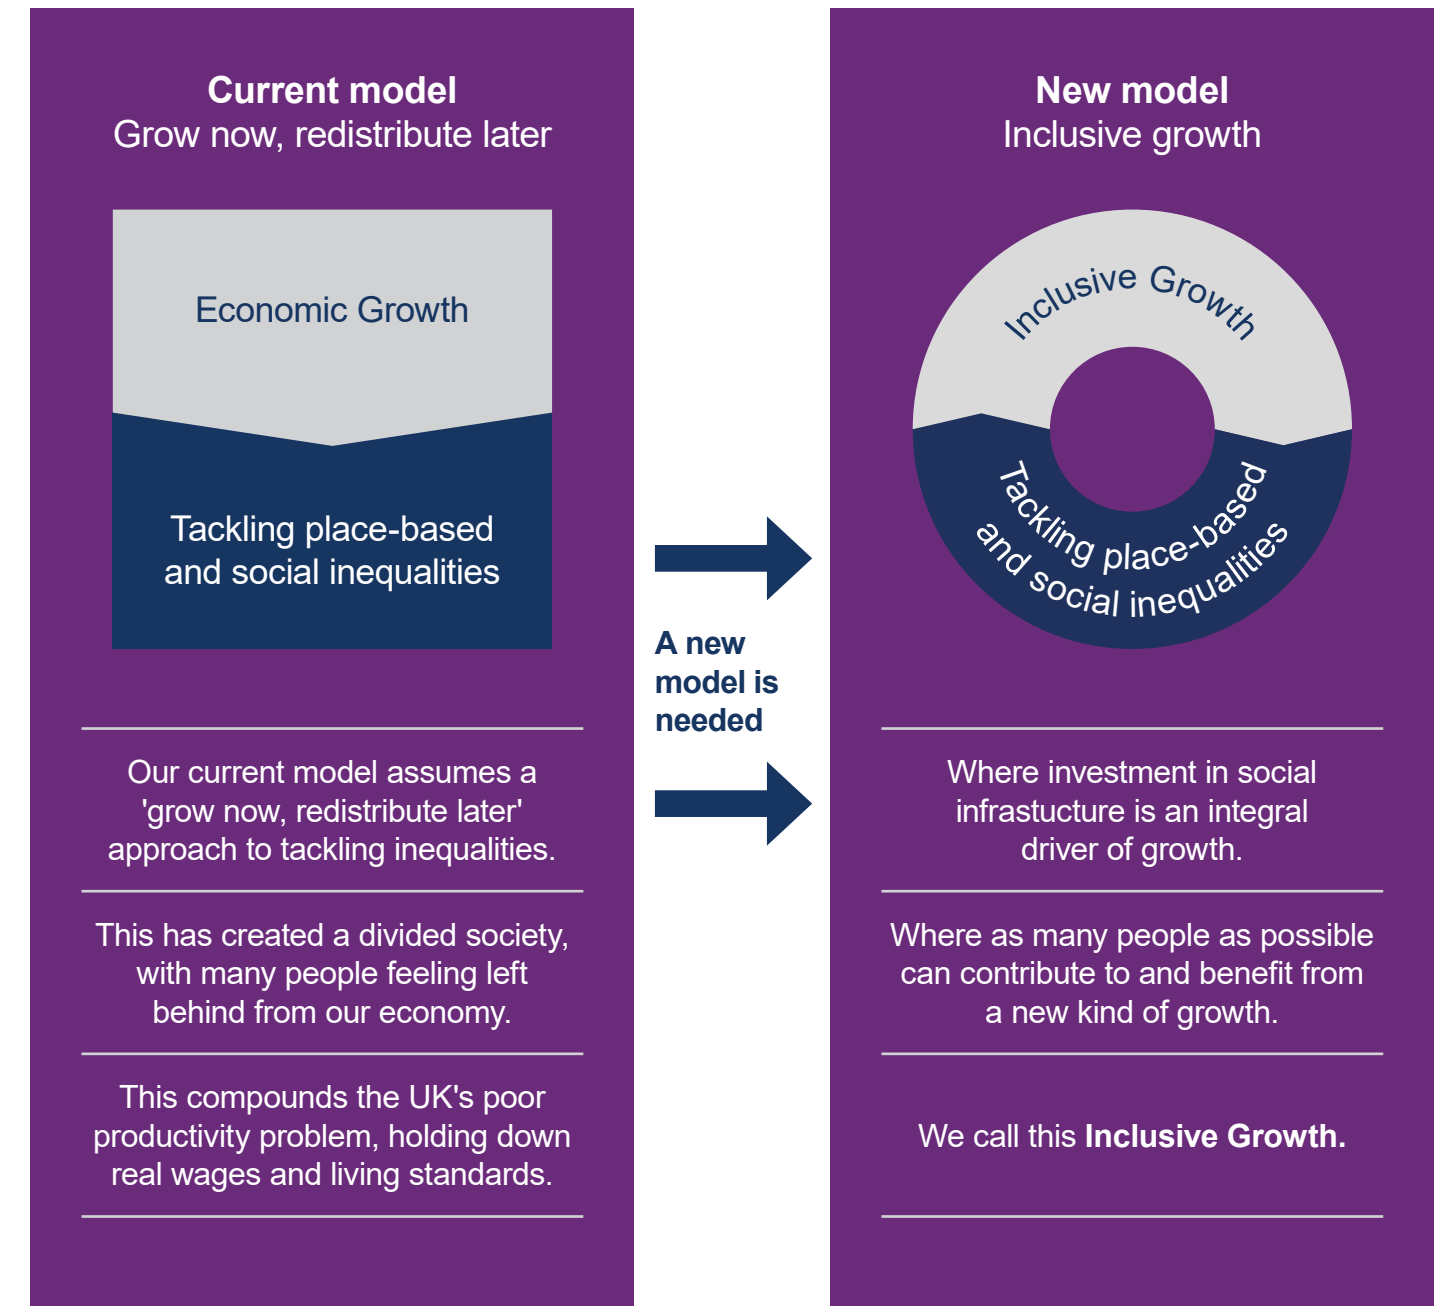 Current model
Grow now, redistribute later
Economic Growth
Tackling place-based
and social inequalities
Our current model assumes a
'grow now, redistribute later'
approach to tackling inequalities.
This has created a divided society,
with many people feeling left
behind from our economy.
This compounds the UK's poor
productivity problem, holding down
real wages and living standards.
A new
model is
needed
New model
Inclusive growth
Inclusive Growth
Tackling place-based
and social inequalities
Where investment in social
infrastucture is an integral
driver of growth.
Where as many people as possible
can contribute to and benefit from
a new kind of growth.
We call this Inclusive Growth.